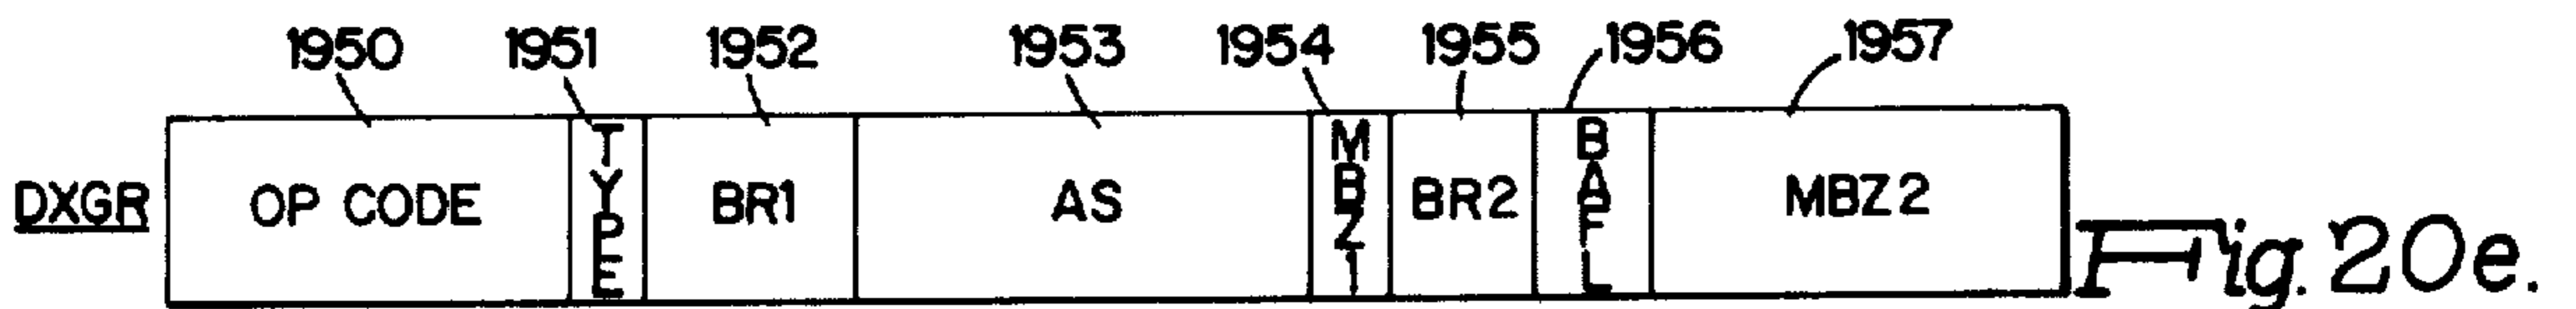 1950 1951 1952 1953 1954 1955 1956 1957
DXGR OP CODE TYPE BR1 AS MBZ1 BR2 BAFL MBZ2 Fig. 20e.